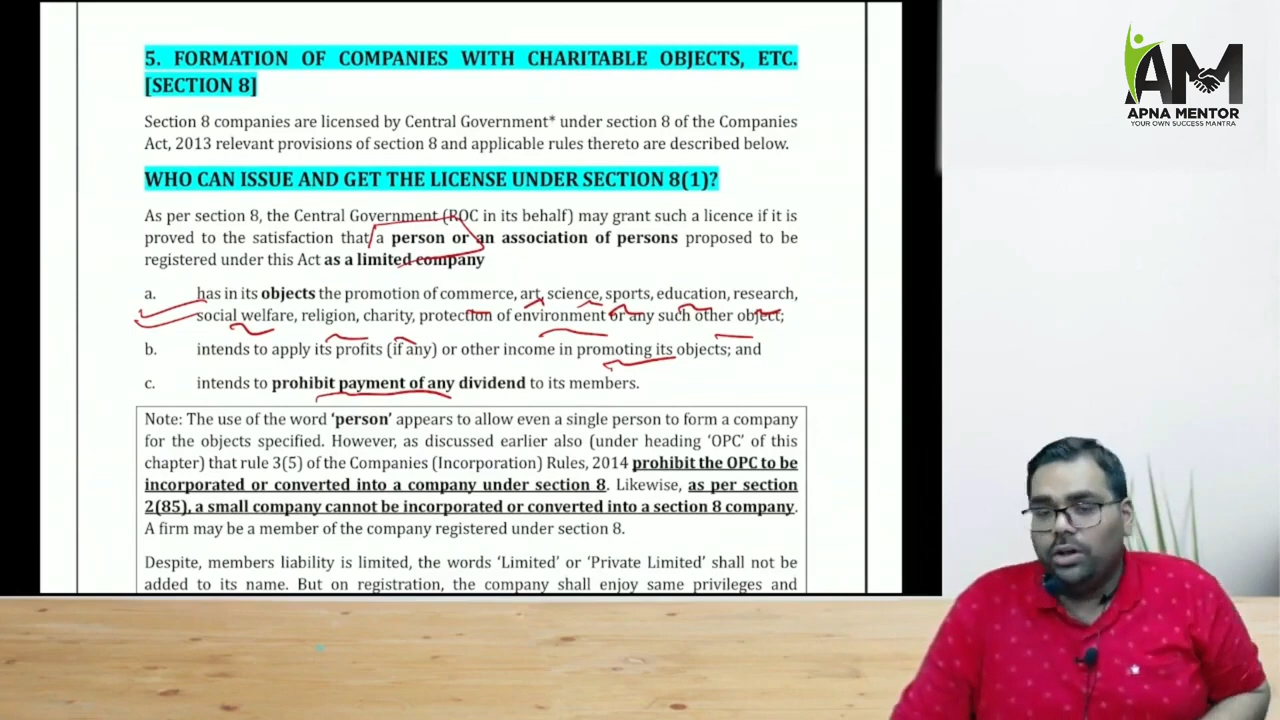 5. FORMATION OF COMPANIES WITH CHARITABLE OBJECTS, ETC.
[SECTION 8]
Section 8 companies are licensed by Central Government* under section 8 of the Companies
Act, 2013 relevant provisions of section 8 and applicable rules thereto are described below.
WHO CAN ISSUE AND GET THE LICENSE UNDER SECTION 8(1)?
As per section 8, the Central Government (ROC in its behalf) may grant such a licence if it is
proved to the satisfaction that a person or an association of persons proposed to be
registered under this Act as a limited company
a. has in its objects the promotion of commerce, art, science, sports, education, research,
social welfare, religion, charity, protection of environment or any such other object;
b. intends to apply its profits (if any) or other income in promoting its objects; and
c. intends to prohibit payment of any dividend to its members.
Note: The use of the word ‘person’ appears to allow even a single person to form a company
for the objects specified. However, as discussed earlier also (under heading ‘OPC’ of this
chapter) that rule 3(5) of the Companies (Incorporation) Rules, 2014 prohibit the OPC to be
incorporated or converted into a company under section 8. Likewise, as per section
2(85), a small company cannot be incorporated or converted into a section 8 company.
A firm may be a member of the company registered under section 8.
Despite, members liability is limited, the words ‘Limited’ or ‘Private Limited’ shall not be
added to its name. But on registration, the company shall enjoy same privileges and
AM
APNA MENTOR
YOUR OWN SUCCESS MANTRA